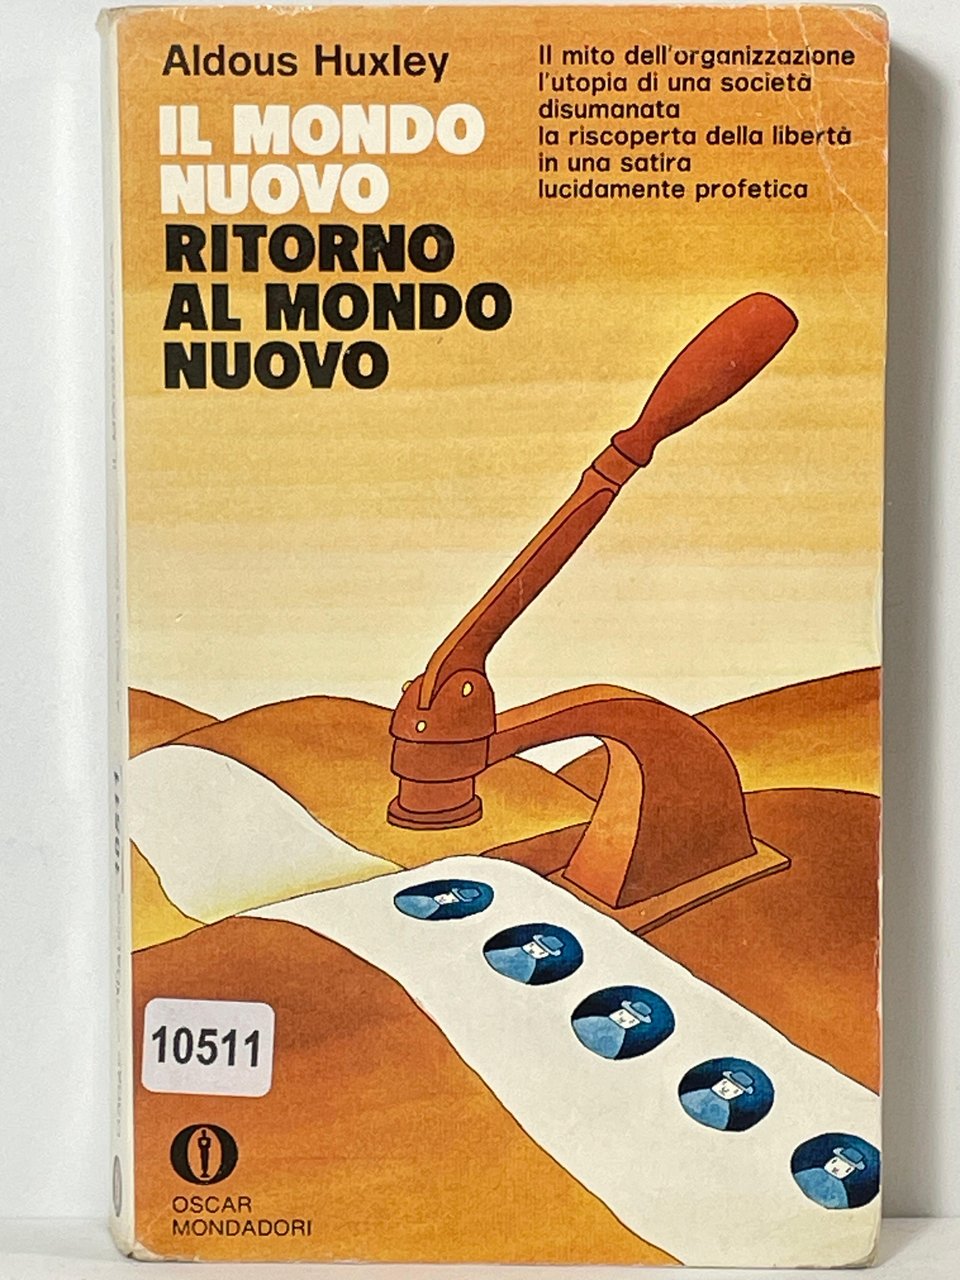 Aldous Huxley
IL MONDO
NUOVO
RITORNO
AL MONDO
NUOVO
Il mito dell'organizzazione
l'utopia di una società
disumanata
la riscoperta della libertà
in una satira
lucidamente profetica
10511
OSCAR
MONDADORI